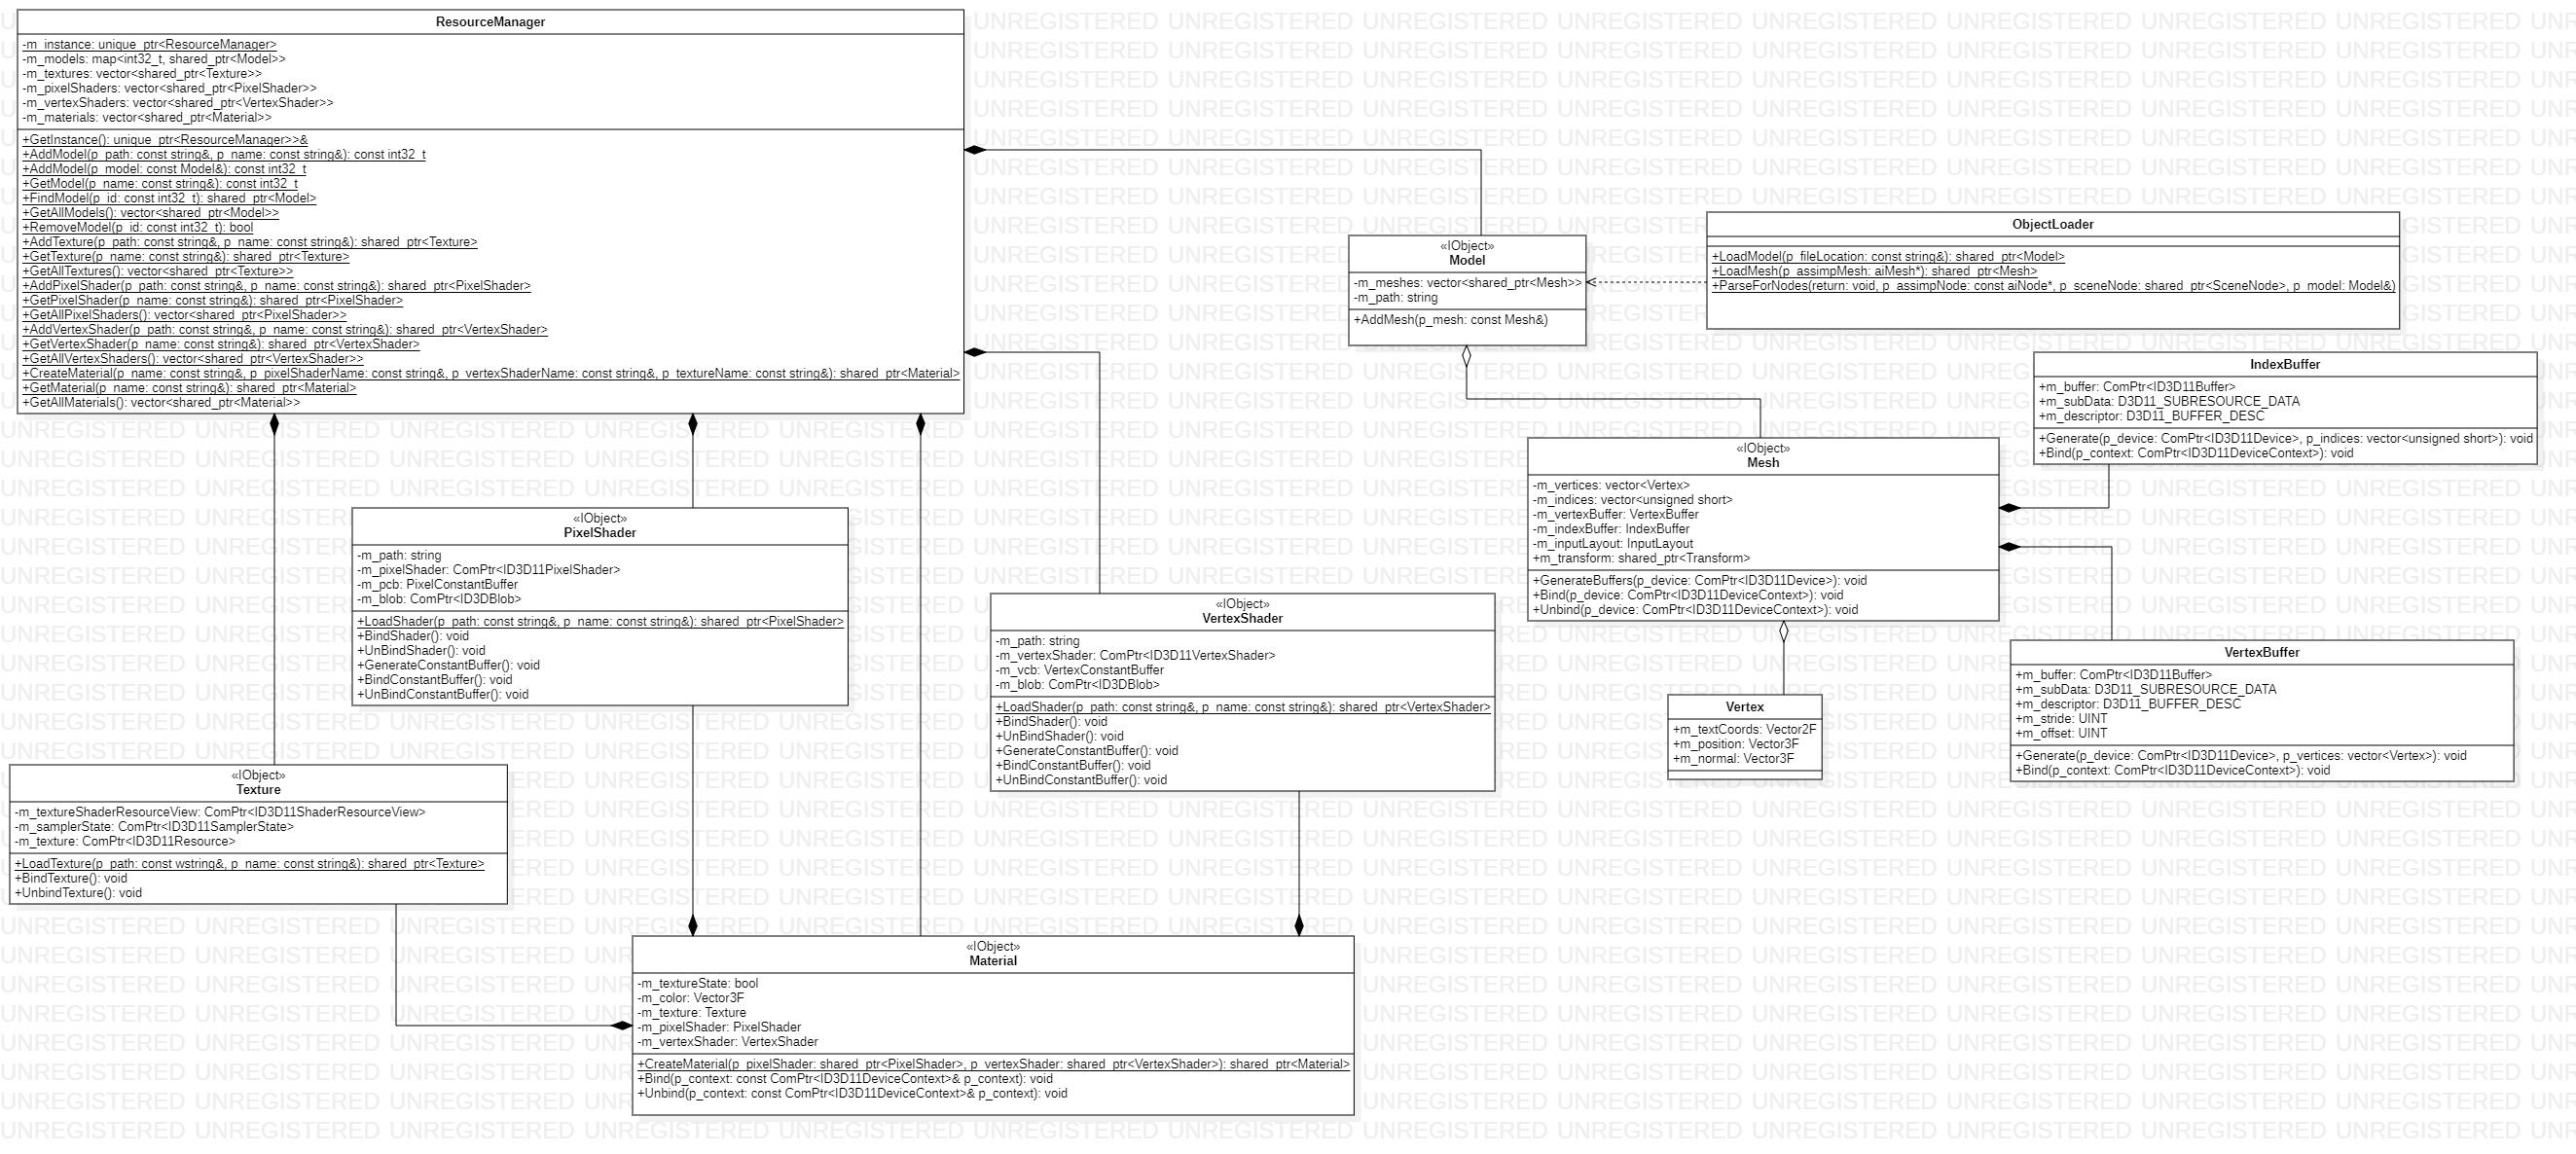 ResourceManager
-m_instance: unique_ptr<ResourceManager>
-m_models: map<int32_t, shared_ptr<Model>>
-m_textures: vector<shared_ptr<Texture>>
-m_pixelShaders: vector<shared_ptr<PixelShader>>
-m_vertexShaders: vector<shared_ptr<VertexShader>>
-m_materials: vector<shared_ptr<Material>>
+GetInstance(): unique_ptr<ResourceManager>>&
+AddModel(p_path: const string&, p_name: const string&): const int32_t
+AddModel(p_model: const Model&): const int32_t
+GetModel(p_name: const string&): const int32_t
+FindModel(p_id: const int32_t): shared_ptr<Model>
+GetAllModels(): vector<shared_ptr<Model>>
+RemoveModel(p_id: const int32_t): bool
+AddTexture(p_path: const string&, p_name: const string&): shared_ptr<Texture>
+GetTexture(p_name: const string&): shared_ptr<Texture>
+GetAllTextures(): vector<shared_ptr<Texture>>
+AddPixelShader(p_path: const string&, p_name: const string&): shared_ptr<PixelShader>
+GetPixelShader(p_name: const string&): shared_ptr<PixelShader>
+GetAllPixelShaders(): vector<shared_ptr<PixelShader>>
+AddVertexShader(p_path: const string&, p_name: const string&): shared_ptr<VertexShader>
+GetVertexShader(p_name: const string&): shared_ptr<VertexShader>
+GetAllVertexShaders(): vector<shared_ptr<VertexShader>>
+CreateMaterial(p_name: const string&, p_pixelShaderName: const string&, p_vertexShaderName: const string&, p_textureName: const string&): shared_ptr<Material>
+GetMaterial(p_name: const string&): shared_ptr<Material>
+GetAllMaterials(): vector<shared_ptr<Material>>
«IObject»
Model
-m_meshes: vector<shared_ptr<Mesh>>
-m_path: string
+AddMesh(p_mesh: const Mesh&)
ObjectLoader
+LoadModel(p_fileLocation: const string&): shared_ptr<Model>
+LoadMesh(p_assimpMesh: aiMesh*): shared_ptr<Mesh>
+ParseForNodes(return: void, p_assimpNode: const aiNode*, p_sceneNode: shared_ptr<SceneNode>, p_model: Model&)
IndexBuffer
+m_buffer: ComPtr<ID3D11Buffer>
+m_subData: D3D11_SUBRESOURCE_DATA
+m_descriptor: D3D11_BUFFER_DESC
+Generate(p_device: ComPtr<ID3D11Device>, p_indices: vector<unsigned short>): void
+Bind(p_context: ComPtr<ID3D11DeviceContext>): void
«IObject»
Mesh
-m_vertices: vector<Vertex>
-m_indices: vector<unsigned short>
-m_vertexBuffer: VertexBuffer
-m_indexBuffer: IndexBuffer
-m_inputLayout: InputLayout
+m_transform: shared_ptr<Transform>
+GenerateBuffers(p_device: ComPtr<ID3D11Device>): void
+Bind(p_device: ComPtr<ID3D11DeviceContext>): void
+Unbind(p_device: ComPtr<ID3D11DeviceContext>): void
«IObject»
PixelShader
-m_path: string
-m_pixelShader: ComPtr<ID3D11PixelShader>
-m_pcb: PixelConstantBuffer
-m_blob: ComPtr<ID3DBlob>
+LoadShader(p_path: const string&, p_name: const string&): shared_ptr<PixelShader>
+BindShader(): void
+UnBindShader(): void
+GenerateConstantBuffer(): void
+BindConstantBuffer(): void
+UnBindConstantBuffer(): void
«IObject»
VertexShader
-m_path: string
-m_vertexShader: ComPtr<ID3D11VertexShader>
-m_vcb: VertexConstantBuffer
-m_blob: ComPtr<ID3DBlob>
+LoadShader(p_path: const string&, p_name: const string&): shared_ptr<VertexShader>
+BindShader(): void
+UnBindShader(): void
+GenerateConstantBuffer(): void
+BindConstantBuffer(): void
+UnBindConstantBuffer(): void
Vertex
+m_textCoords: Vector2F
+m_position: Vector3F
+m_normal: Vector3F
VertexBuffer
+m_buffer: ComPtr<ID3D11Buffer>
+m_subData: D3D11_SUBRESOURCE_DATA
+m_descriptor: D3D11_BUFFER_DESC
+m_stride: UINT
+m_offset: UINT
+Generate(p_device: ComPtr<ID3D11Device>, p_vertices: vector<Vertex>): void
+Bind(p_context: ComPtr<ID3D11DeviceContext>): void
«IObject»
Texture
-m_textureShaderResourceView: ComPtr<ID3D11ShaderResourceView>
-m_samplerState: ComPtr<ID3D11SamplerState>
-m_texture: ComPtr<ID3D11Resource>
+LoadTexture(p_path: const wstring&, p_name: const string&): shared_ptr<Texture>
+BindTexture(): void
+UnbindTexture(): void
«IObject»
Material
-m_textureState: bool
-m_color: Vector3F
-m_texture: Texture
-m_pixelShader: PixelShader
-m_vertexShader: VertexShader
+CreateMaterial(p_pixelShader: shared_ptr<PixelShader>, p_vertexShader: shared_ptr<VertexShader>): shared_ptr<Material>
+Bind(p_context: const ComPtr<ID3D11DeviceContext>& p_context): void
+Unbind(p_context: const ComPtr<ID3D11DeviceContext>& p_context): void
UNREGISTERED